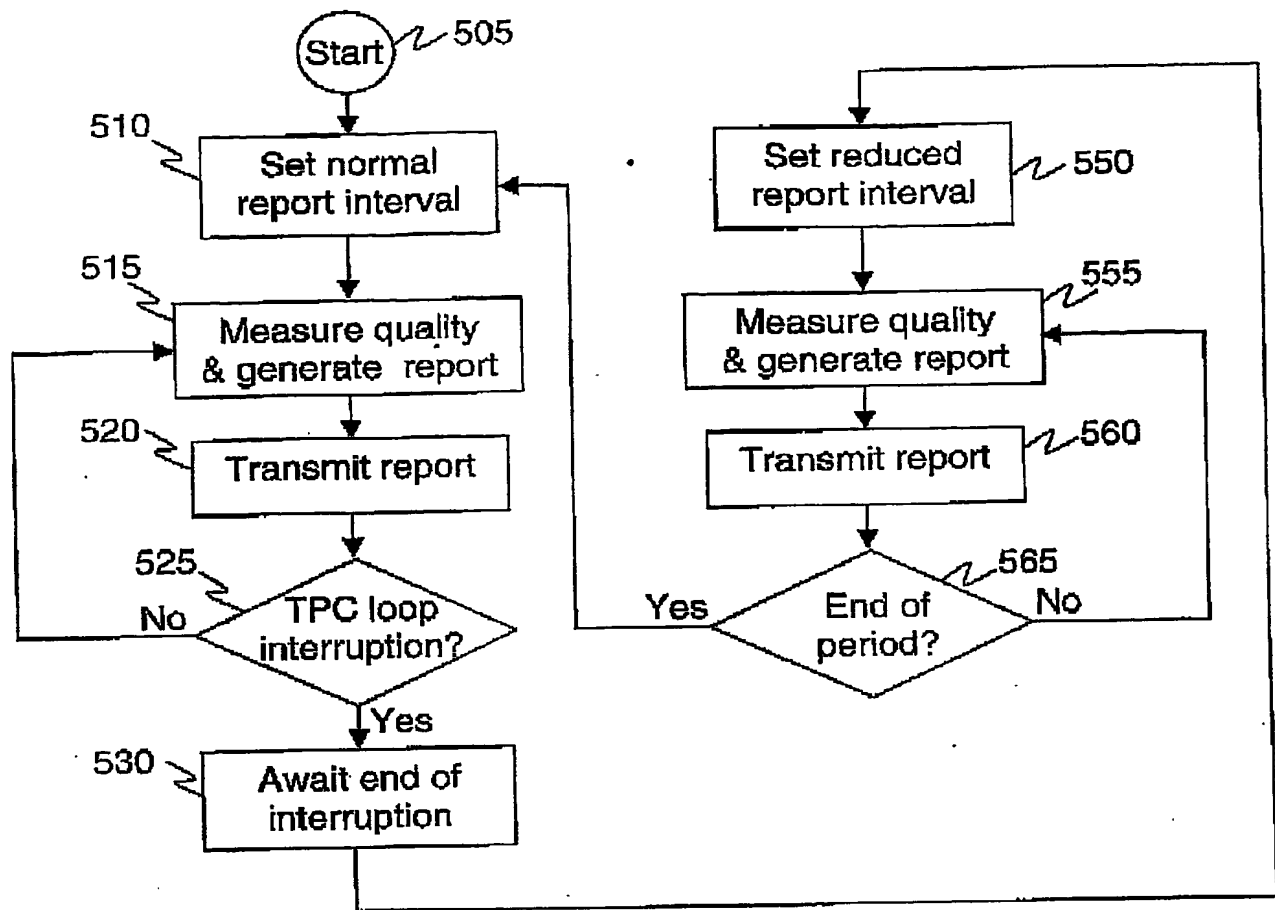 Start
505
510
Set normal
report interval
515
Measure quality
& generate report
520
Transmit report
525
No
TPC loop
interruption?
Yes
530
Await end of
interruption
Set reduced
report interval
550
555
Measure quality
& generate report
Transmit report
560
565
Yes
End of
period?
No